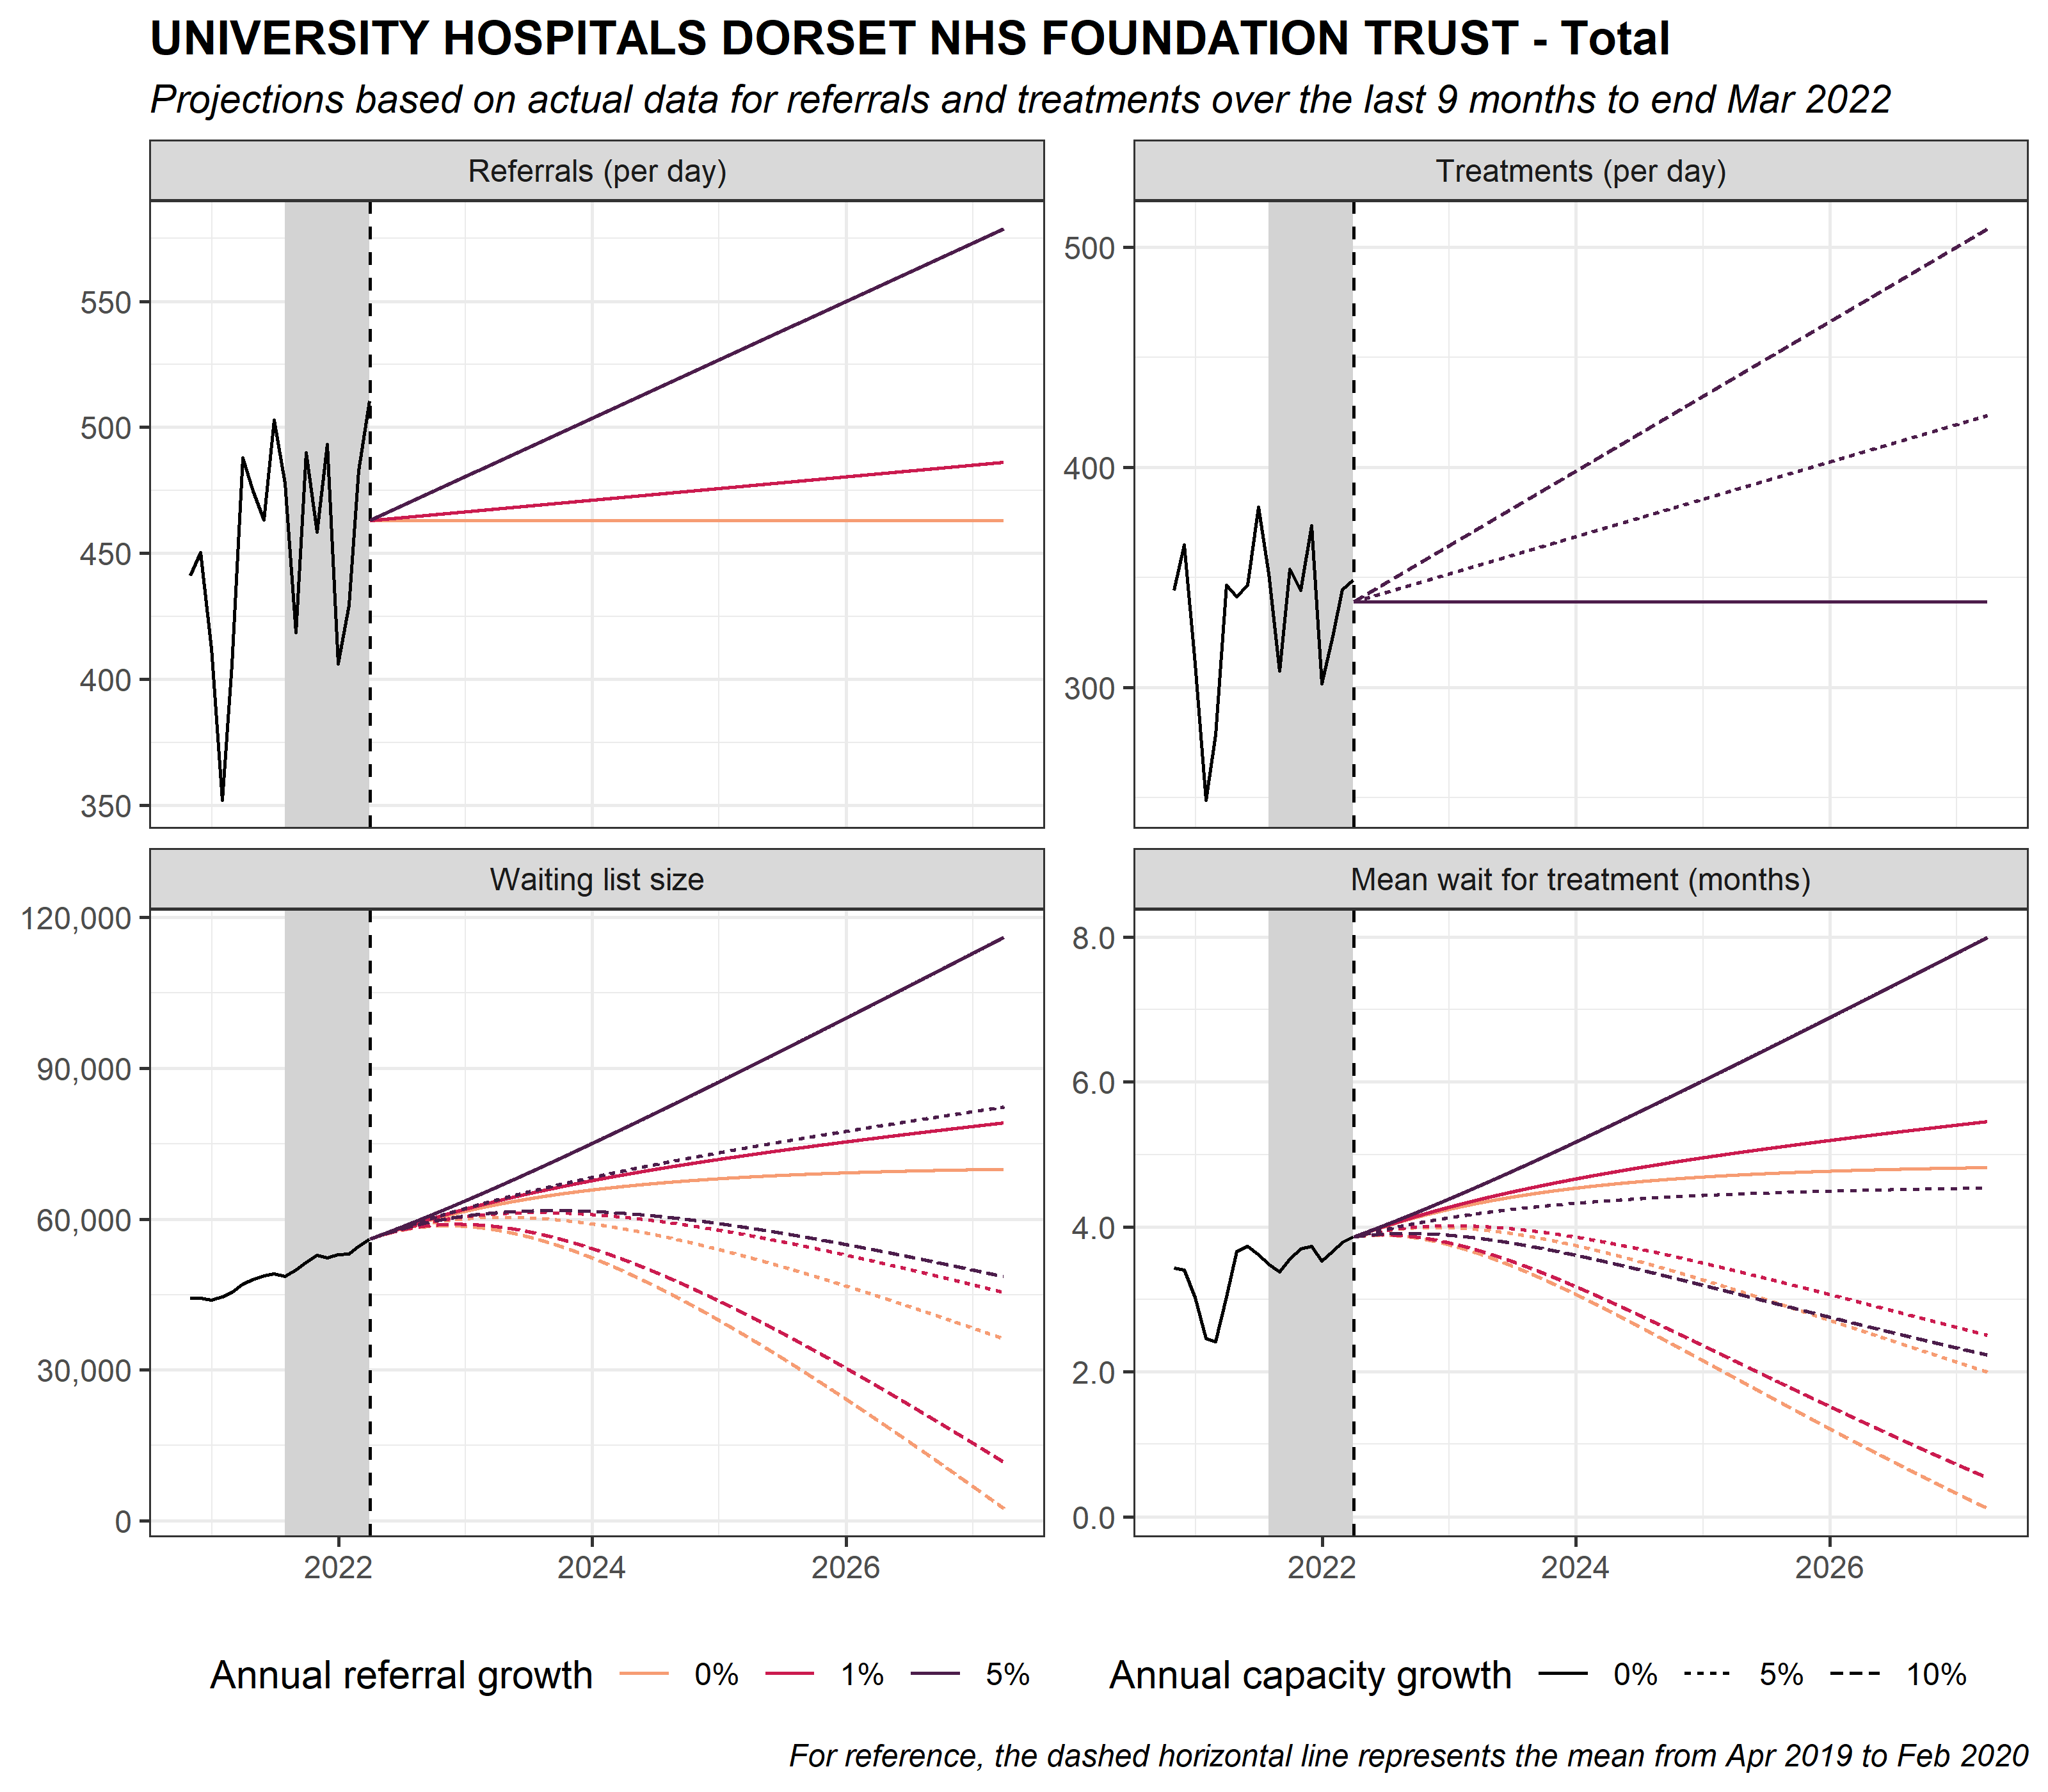 UNIVERSITY HOSPITALS DORSET NHS FOUNDATION TRUST - Total
Projections based on actual data for referrals and treatments over the last 9 months to end Mar 2022
Referrals (per day)
550
500
450
400
350
Treatments (per day)
500
400
300
Waiting list size
120,000
90,000
60,000
30,000
0
2022 2024 2026
Mean wait for treatment (months)
8.0
6.0
4.0
2.0
0.0
2022 2024 2026
Annual referral growth 0% 1% 5%
Annual capacity growth 0% 5% 10%
For reference, the dashed horizontal line represents the mean from Apr 2019 to Feb 2020